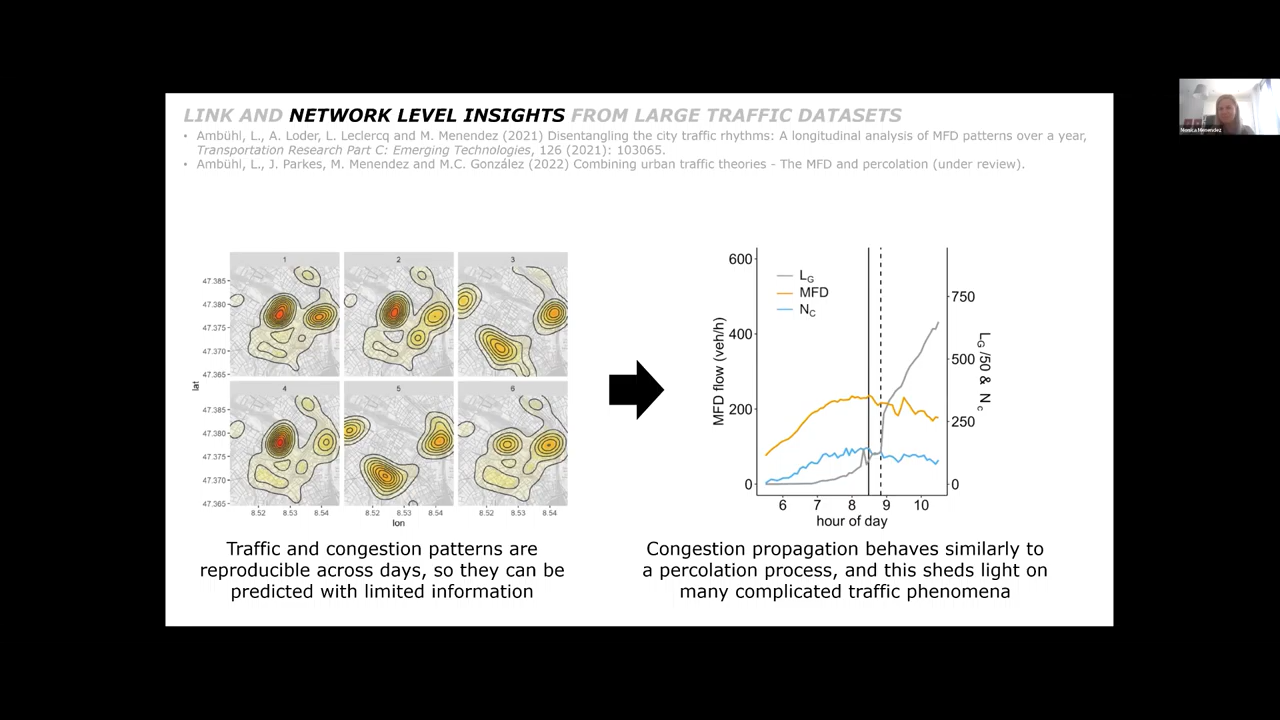 LINK AND NETWORK LEVEL INSIGHTS FROM LARGE TRAFFIC DATASETS
• Ambühl, L., A. Loder, L. Leclercq and M. Menendez (2021) Disentangling the city traffic rhythms: A longitudinal analysis of MFD patterns over a year,
Transportation Research Part C: Emerging Technologies, 126 (2021): 103065.
• Ambühl, L., J. Parkes, M. Menendez and M.C. González (2022) Combining urban traffic theories - The MFD and percolation (under review).
Monica Menendez
1 2 3
47.385
47.380
47.375
47.370
47.365
4 5 6
47.385
47.380
47.375
47.370
47.365
lat
8.52 8.53 8.54 8.52 8.53 8.54 8.52 8.53 8.54
lon
600
400
200
0
MFD flow (veh/h)
LG
MFD
NC
750
500
250
0
LG /50 & Nc
6 7 8 9 10
hour of day
Traffic and congestion patterns are
reproducible across days, so they can be
predicted with limited information
Congestion propagation behaves similarly to
a percolation process, and this sheds light on
many complicated traffic phenomena